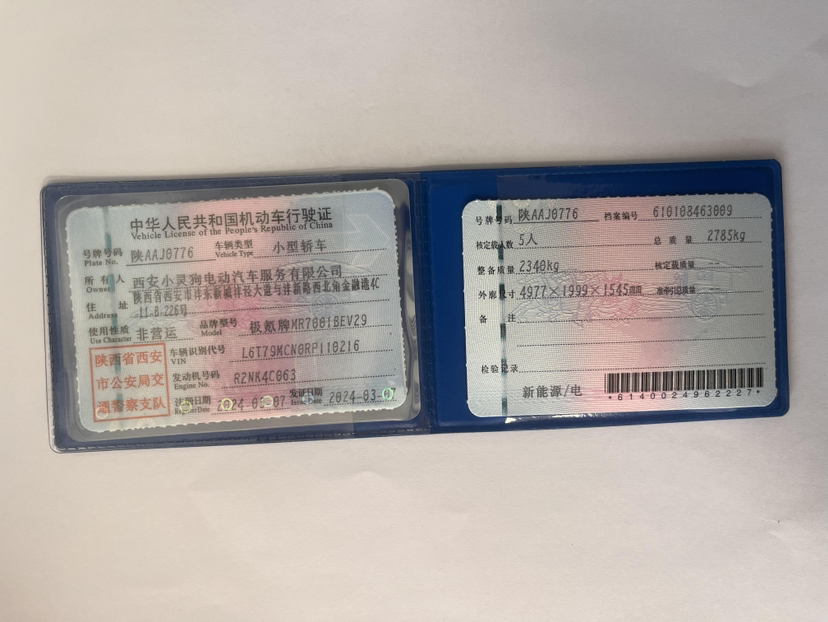 中华人民共和国机动车行驶证
Vehicle License of the People's Republic of China
号牌号码 陕AAJ0776 车辆类型 小型轿车
Plate No. Vehicle Type
所有人 西安小灵狗电动汽车服务有限公司
Owner
住址 陕西省西安市沣东新城
西北角金融港4C
Address -11.B.226号
使用性质 非营运 品牌型号 极氪牌MR7001BEV29
Use Character Model
陕西省西安
市公安局交
通警察支队
车辆识别代号 L6T79MCN0RP110216
VIN
发动机号码 R2NK4C063
Engine No.
注册日期 2024-03-07 发证日期 2024-03-07
Register Date Issue Date
号牌号码 陕AAJ0776 档案编号 610108463009
核定载人数 5人 总质量 2785kg
整备质量 2340kg 核定载质量 --
外廓尺寸 4977×1999×1545mm 准牵引总质量 --
备注
检验记录
新能源/电
*6140024962227*